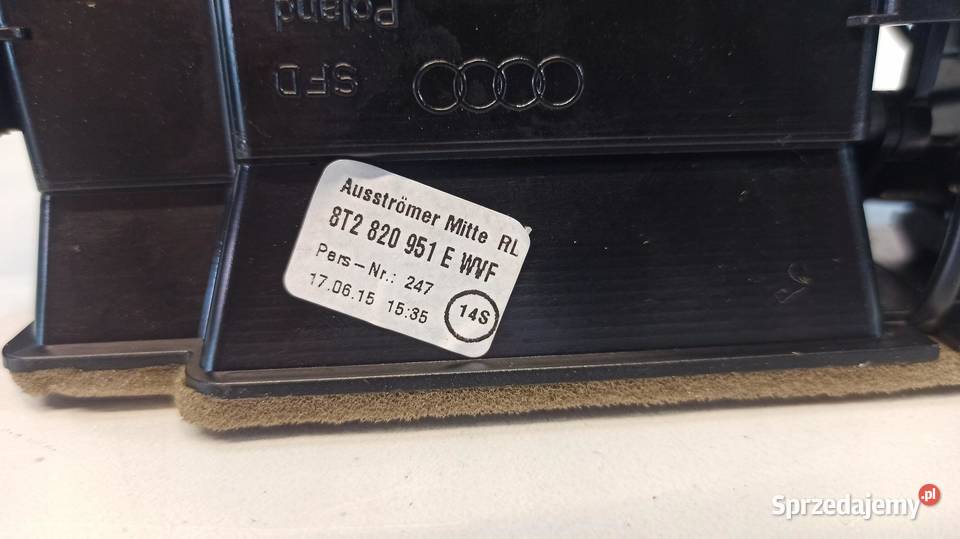 Poland
SFD
Ausströmer Mitte RL
8T2 820 951 E WVF
Pers-Nr.: 247
17.06.15 15:35
14S
Sprzedajemy.pl